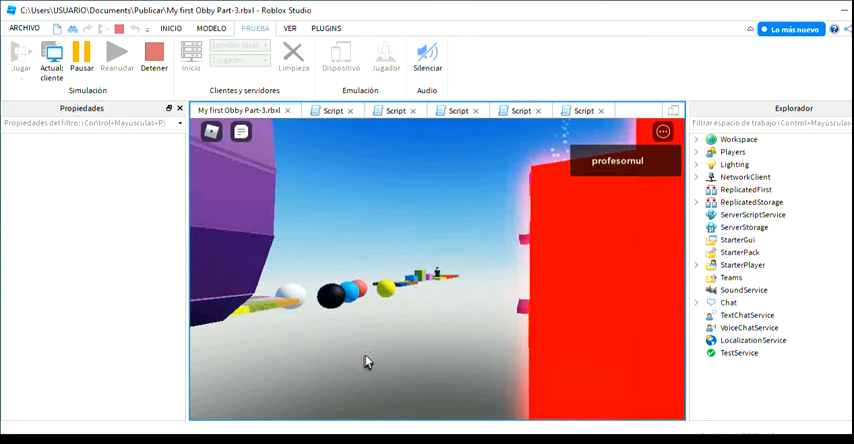 C:\Users\USUARIO\Documents\Publicar\My first Obby Part-3.rbxl - Roblox Studio
ARCHIVO INICIO MODELO PRUEBA VER PLUGINS Lo más nuevo
Jugar Actual: cliente Pausar Reanudar Detener
Simulación
Inicio Servidor local 1 Jugador Limpieza
Clientes y servidores
Dispositivo Jugador
Emulación
Silenciar
Audio
Propiedades
Propiedades del filtro: (Control+Mayúsculas+P)
My first Obby Part-3.rbxl Script Script Script Script Script
profesornul
Explorador
Filtrar espacio de trabajo (Control+Mayúscula
Workspace
Players
Lighting
NetworkClient
ReplicatedFirst
ReplicatedStorage
ServerScriptService
ServerStorage
StarterGui
StarterPack
StarterPlayer
Teams
SoundService
Chat
TextChatService
VoiceChatService
LocalizationService
TestService